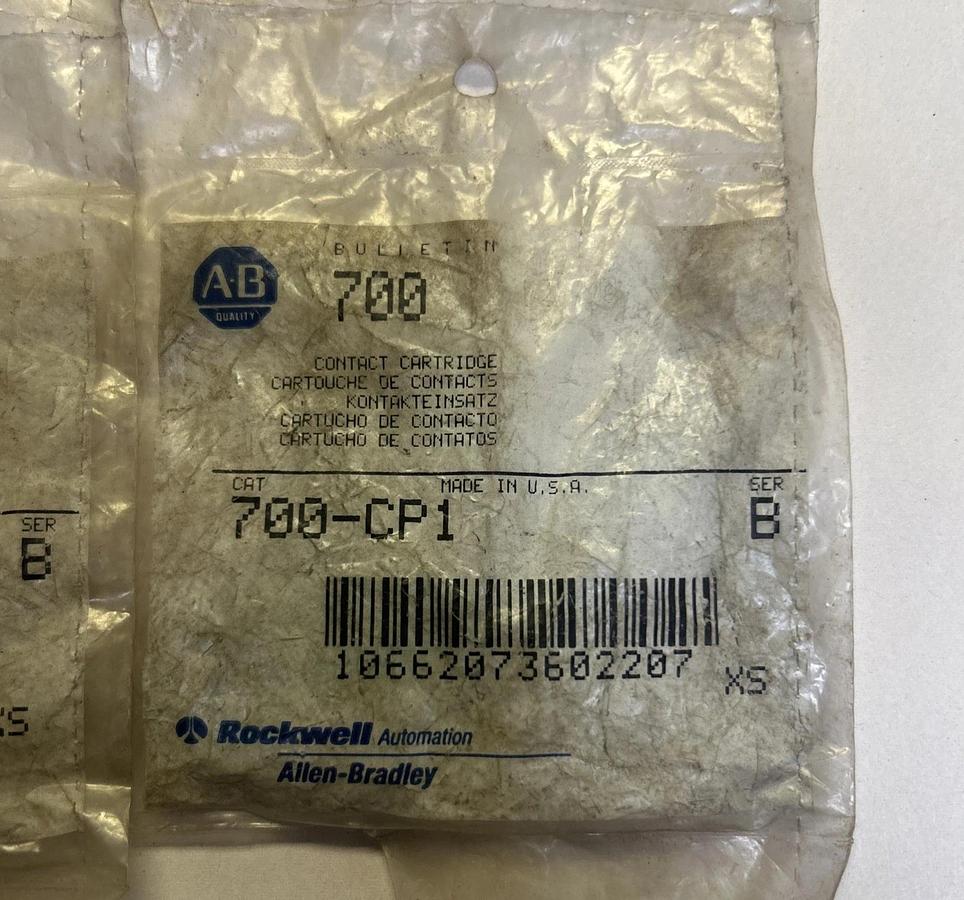 BULLETIN
A·B
QUALITY
700
CONTACT CARTRIDGE
CARTOUCHE DE CONTACTS
KONTAKTEINSATZ
CARTUCHO DE CONTACTO
CARTUCHO DE CONTATOS
CAT MADE IN U.S.A. SER
700-CP1 B
10662073602207
XS
Rockwell Automation
Allen-Bradley
SER
B
XS